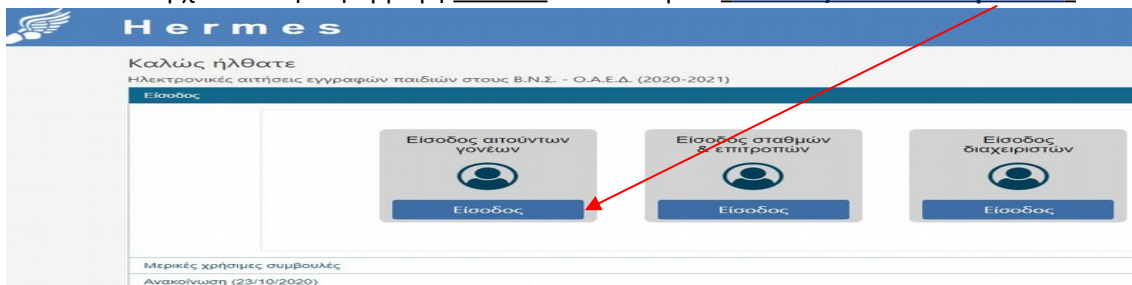 Hermes
Καλώς ήλθατε
Ηλεκτρονικές αιτήσεις εγγραφών παιδιών στους Β.Ν.Σ. - Ο.Α.Ε.Δ. (2020-2021)
Είσοδος
Είσοδος αιτούντων
γονέων
Είσοδος
Είσοδος σταθμών
& επιτροπών
Είσοδος
Είσοδος
διαχειριστών
Είσοδος
Μερικές χρήσιμες συμβουλές
Ανακοίνωση (23/10/2020)